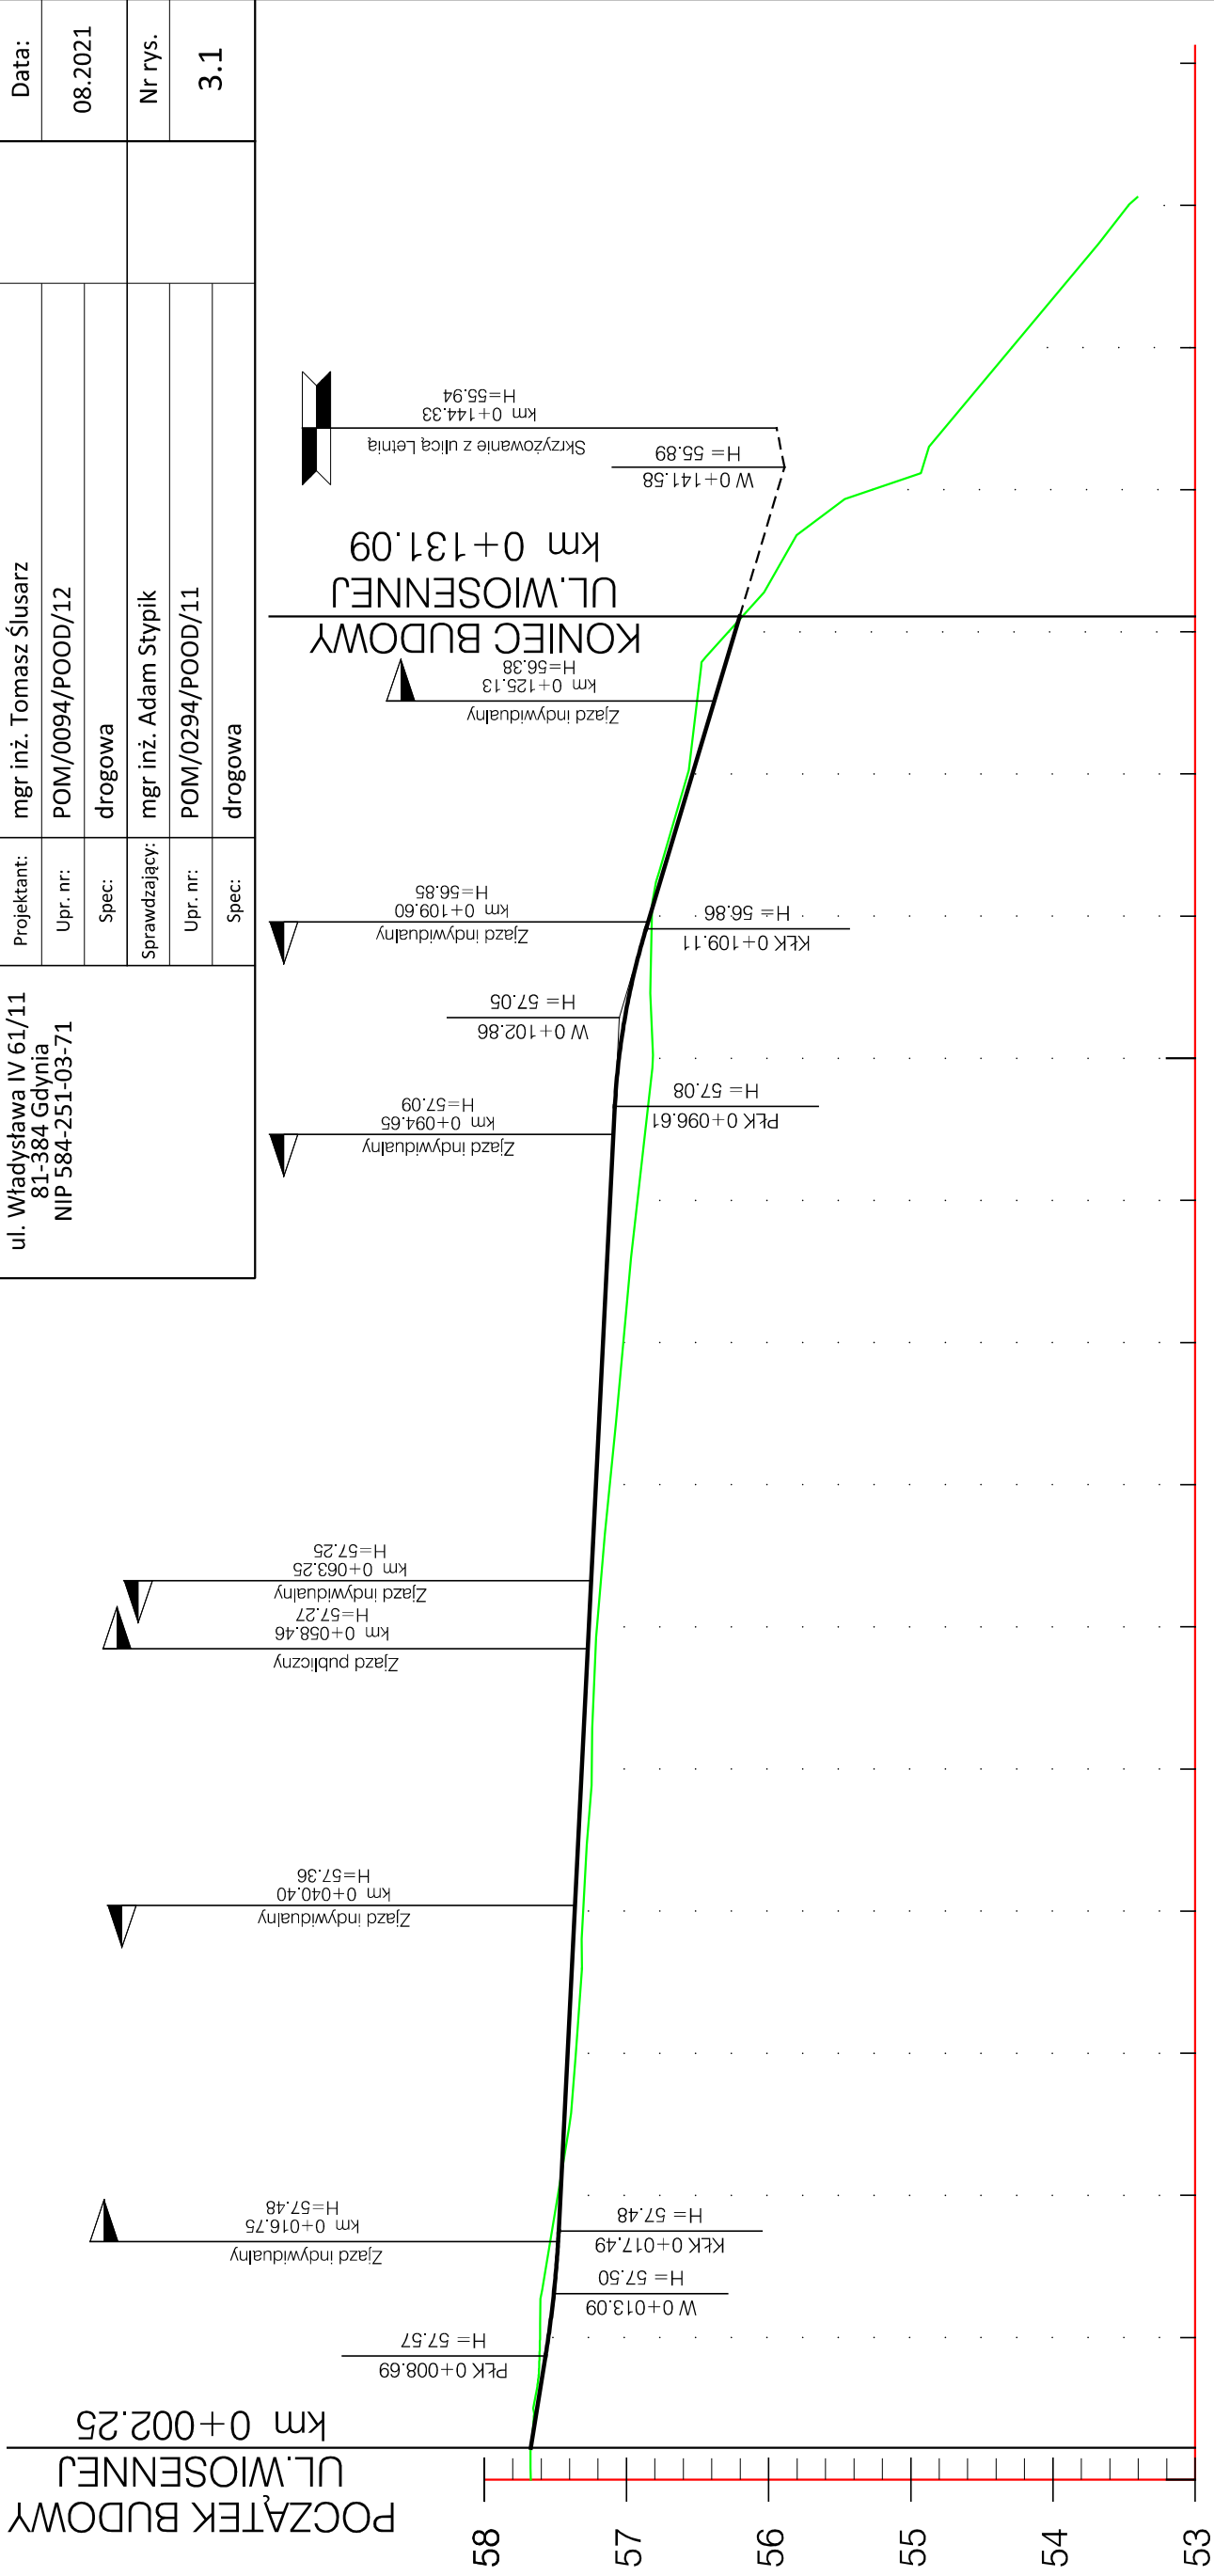 ul. Władysława IV 61/11
81-384 Gdynia
NIP 584-251-03-71
Projektant:
mgr inż. Tomasz Ślusarz
Data:
Upr. nr:
POM/0094/POOD/12
08.2021
Spec:
drogowa
Sprawdzający:
mgr inż. Adam Stypik
Nr rys.
Upr. nr:
POM/0294/POOD/11
3.1
Spec:
drogowa
POCZĄTEK BUDOWY
UL.WIOSENNEJ
km 0+002.25
PŁK 0+008.69
H= 57.57
W 0+013.09
H= 57.50
Zjazd indywidualny
km 0+016.75
H=57.48
KŁK 0+017.49
H= 57.48
Zjazd indywidualny
km 0+040.40
H=57.36
Zjazd publiczny
km 0+058.46
H=57.27
Zjazd indywidualny
km 0+063.25
H=57.25
Zjazd indywidualny
km 0+094.65
H=57.09
PŁK 0+096.61
H= 57.08
W 0+102.86
H= 57.05
KŁK 0+109.11
H= 56.86
Zjazd indywidualny
km 0+109.60
H=56.85
Zjazd indywidualny
km 0+125.13
H=56.38
KONIEC BUDOWY
UL.WIOSENNEJ
km 0+131.09
W 0+141.58
H= 55.89
Skrzyżowanie z ulicą Letnią
km 0+144.33
H=55.94
58
57
56
55
54
53